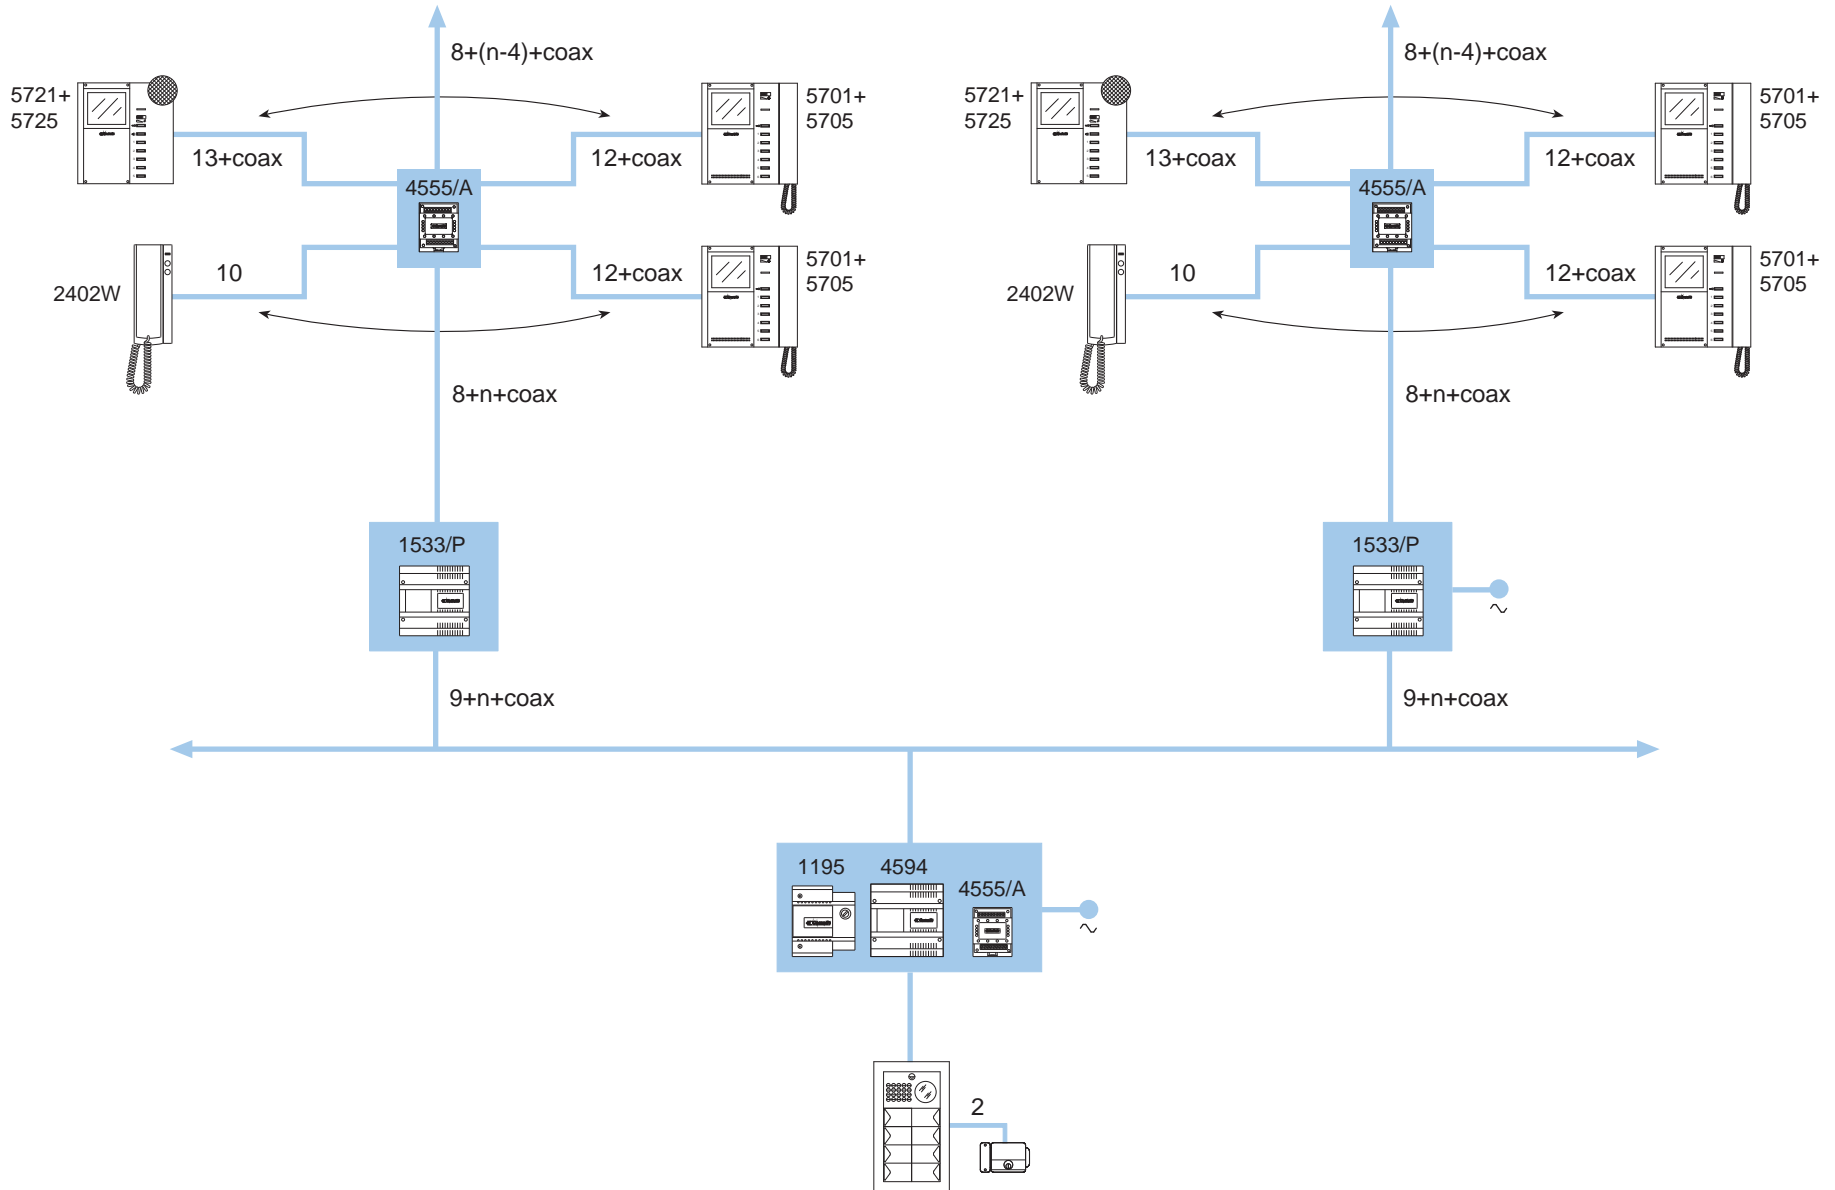 8+(n-4)+coax
8+(n-4)+coax
5721+
5725
5701+
5705
5721+
5725
5701+
5705
13+coax
12+coax
13+coax
12+coax
4555/A
4555/A
2402W
10
12+coax
5701+
5705
2402W
10
12+coax
5701+
5705
8+n+coax
8+n+coax
1533/P
1533/P
9+n+coax
9+n+coax
1195
4594
4555/A
2